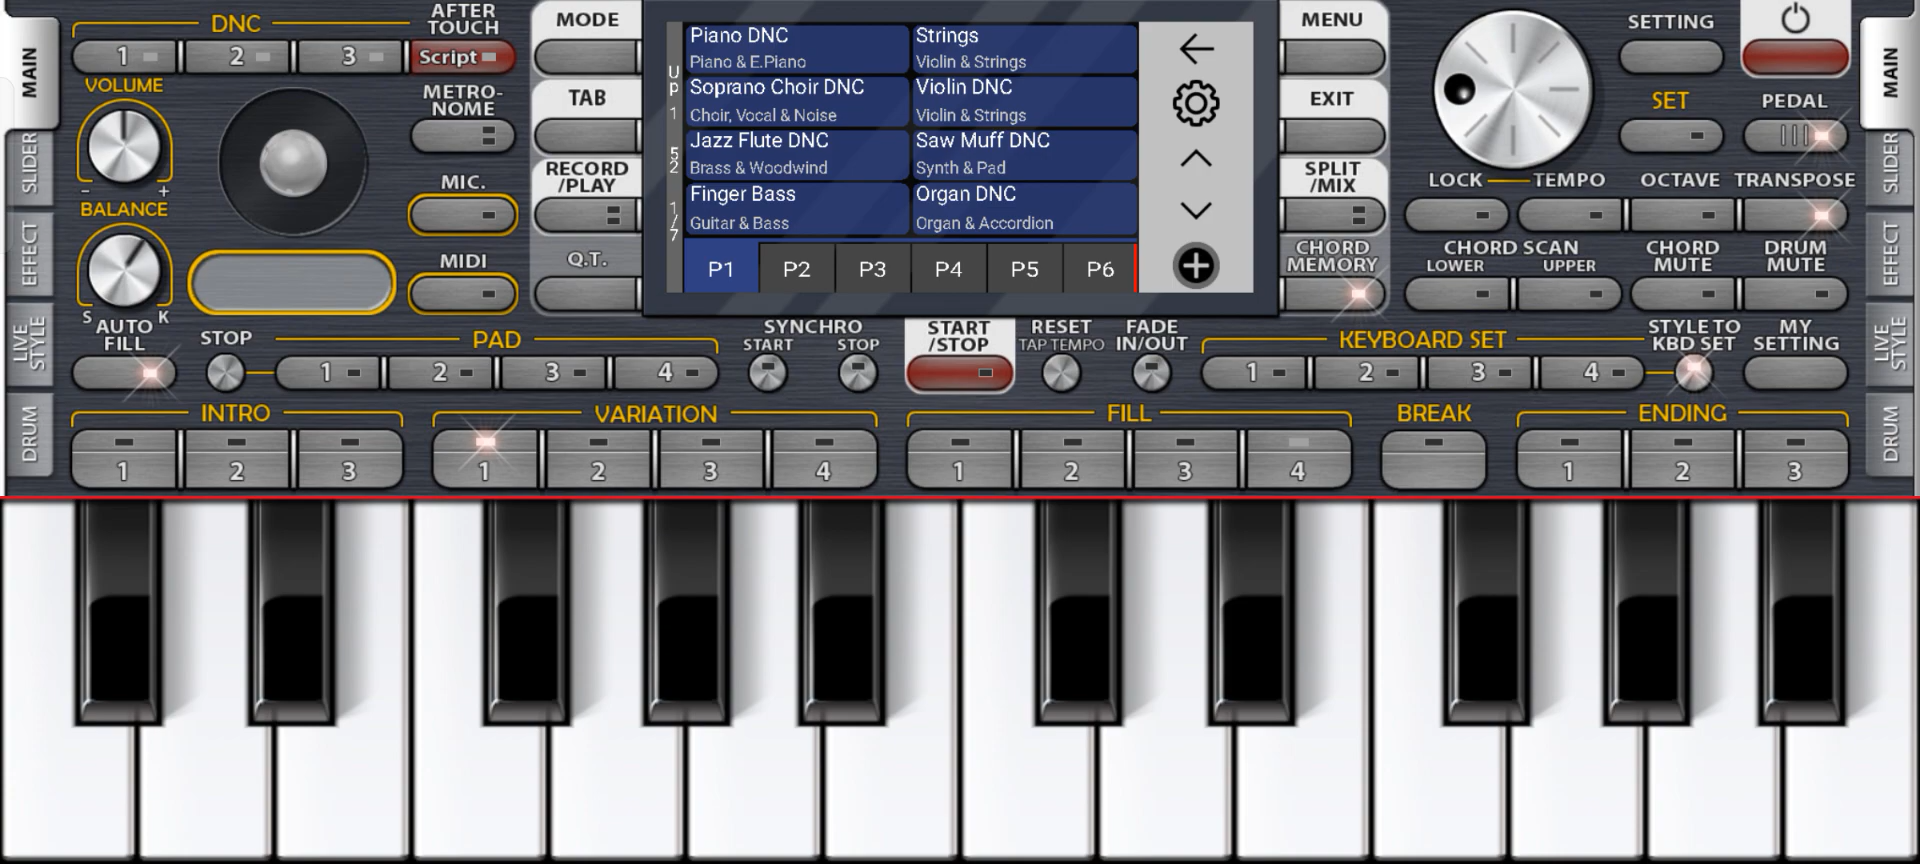 MAIN
SLIDER
EFFECT
LIVE STYLE
DRUM
DNC
1 2 3
AFTER TOUCH
Script
VOLUME
- +
BALANCE
S K
METRO-NOME
MIC.
MIDI
MODE
TAB
RECORD /PLAY
Q.T.
Up 1
52
1/7
Piano DNC
Piano & E.Piano
Strings
Violin & Strings
Soprano Choir DNC
Choir, Vocal & Noise
Violin DNC
Violin & Strings
Jazz Flute DNC
Brass & Woodwind
Saw Muff DNC
Synth & Pad
Finger Bass
Guitar & Bass
Organ DNC
Organ & Accordion
P1 P2 P3 P4 P5 P6
MENU
EXIT
SPLIT /MIX
CHORD MEMORY
SETTING
SET
PEDAL
LOCK TEMPO OCTAVE TRANSPOSE
CHORD SCAN
LOWER UPPER
CHORD MUTE
DRUM MUTE
AUTO FILL
STOP
PAD
1 2 3 4
SYNCHRO
START STOP
START /STOP
RESET
TAP TEMPO
FADE IN/OUT
KEYBOARD SET
1 2 3 4
STYLE TO KBD SET
MY SETTING
INTRO
1 2 3
VARIATION
1 2 3 4
FILL
1 2 3 4
BREAK
ENDING
1 2 3
MAIN
SLIDER
EFFECT
LIVE STYLE
DRUM